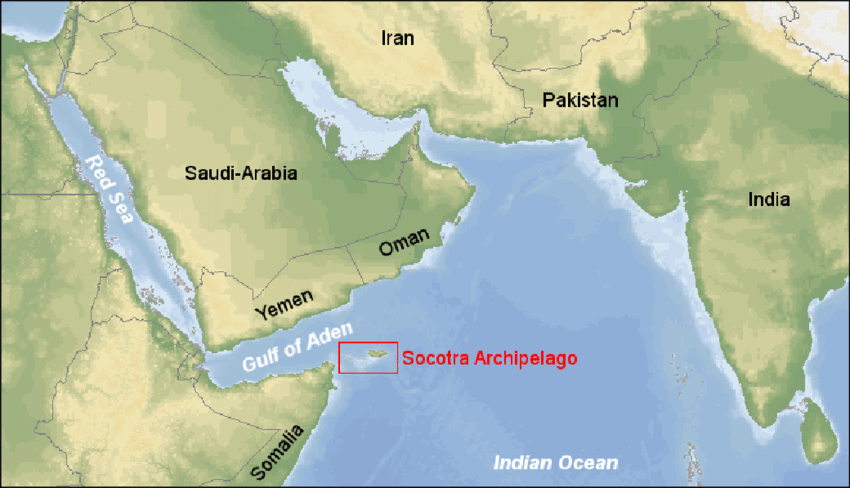 Iran
Pakistan
Saudi-Arabia
Red Sea
India
Oman
Yemen
Gulf of Aden
Socotra Archipelago
Somalia
Indian Ocean